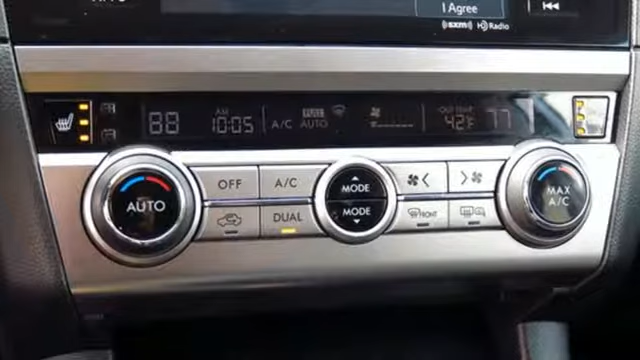 I Agree
sxm HD Radio
AM FULL OUT TEMP
88 10:05 A/C AUTO 42°F 77
OFF A/C MODE
AUTO MAX A/C
DUAL MODE FRONT